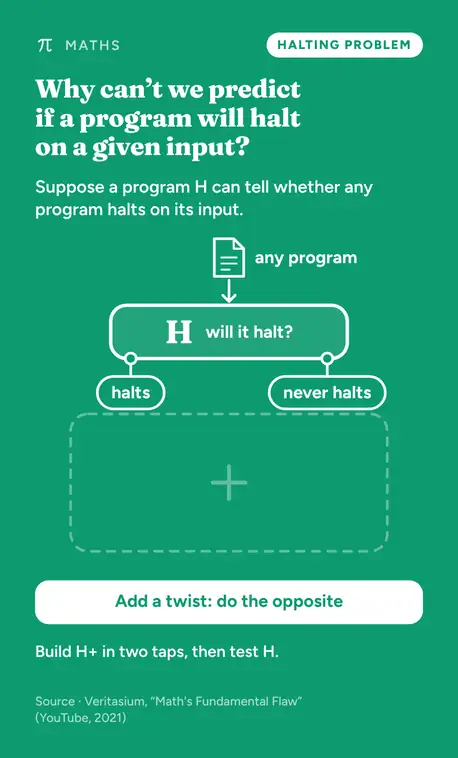 π MATHS
HALTING PROBLEM
Why can’t we predict
if a program will halt
on a given input?
Suppose a program H can tell whether any
program halts on its input.
any program
H will it halt?
halts
never halts
Add a twist: do the opposite
Build H+ in two taps, then test H.
Source · Veritasium, “Math's Fundamental Flaw”
(YouTube, 2021)